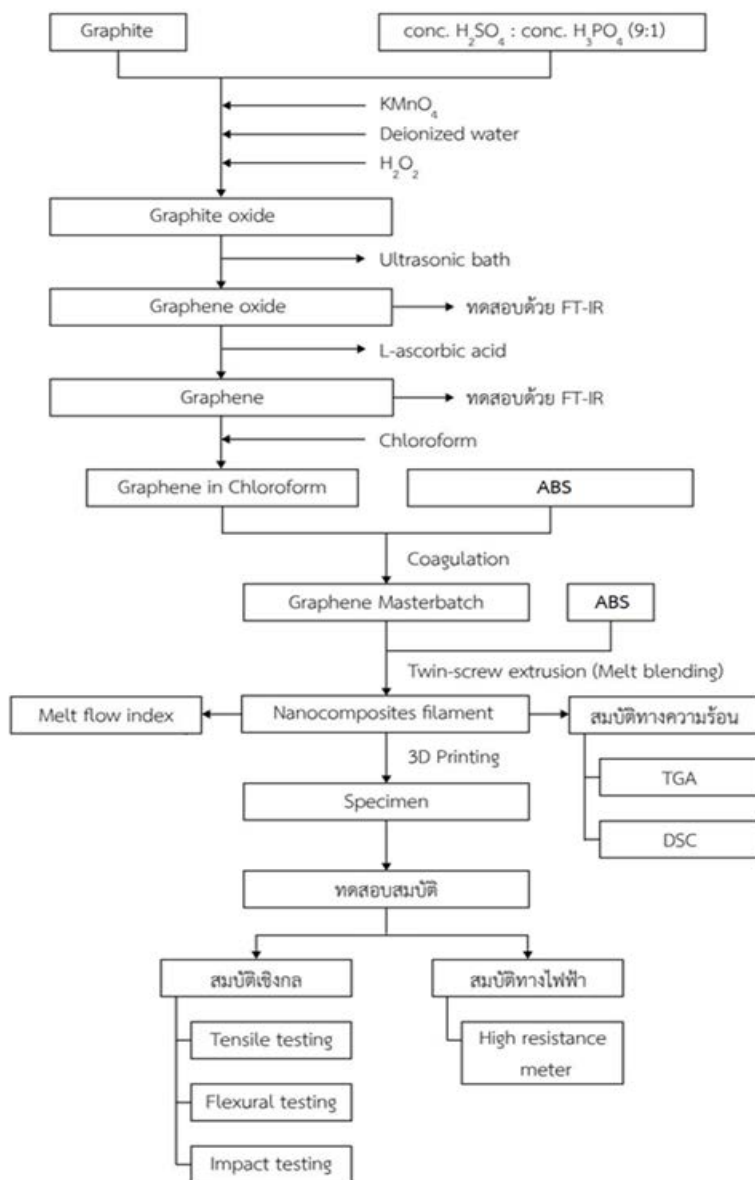 Graphite
conc. H₂SO₄ : conc. H₃PO₄ (9:1)
KMnO₄
Deionized water
H₂O₂
Graphite oxide
Ultrasonic bath
Graphene oxide
ทดสอบด้วย FT-IR
L-ascorbic acid
Graphene
ทดสอบด้วย FT-IR
Chloroform
Graphene in Chloroform
ABS
Coagulation
Graphene Masterbatch
ABS
Twin-screw extrusion (Melt blending)
Melt flow index
Nanocomposites filament
สมบัติทางความร้อน
3D Printing
TGA
Specimen
DSC
ทดสอบสมบัติ
สมบัติเชิงกล
สมบัติทางไฟฟ้า
Tensile testing
High resistance
meter
Flexural testing
Impact testing